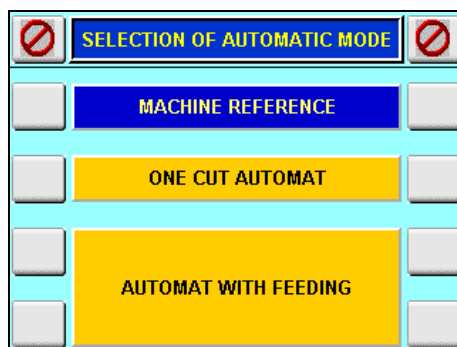 SELECTION OF AUTOMATIC MODE
MACHINE REFERENCE
ONE CUT AUTOMAT
AUTOMAT WITH FEEDING